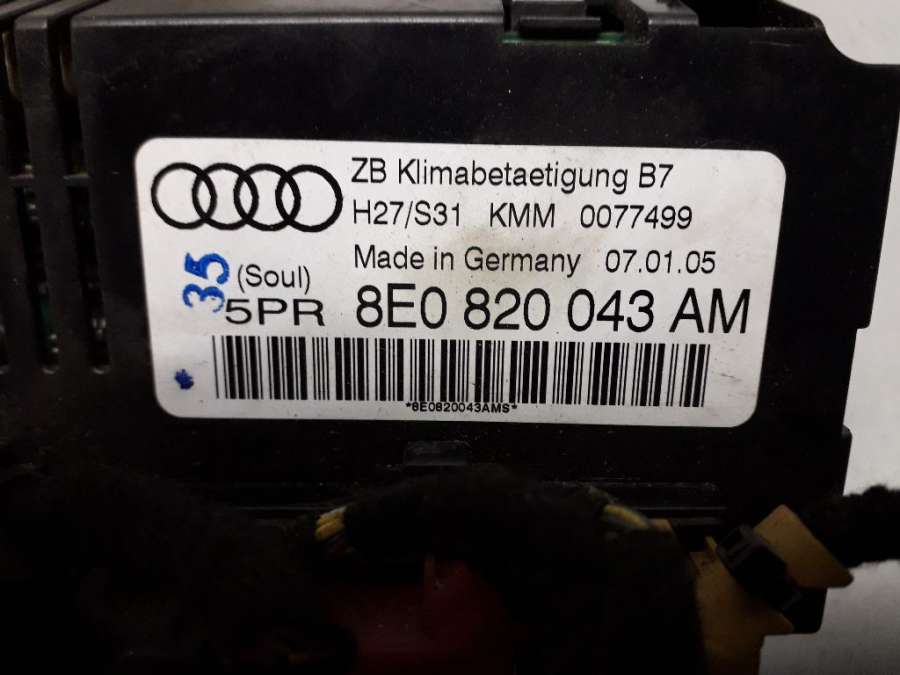 ZB Klimabetaetigung B7
H27/S31 KMM 0077499
Made in Germany 07.01.05
35 (Soul)
5PR 8E0 820 043 AM
*8E0820043AMS*